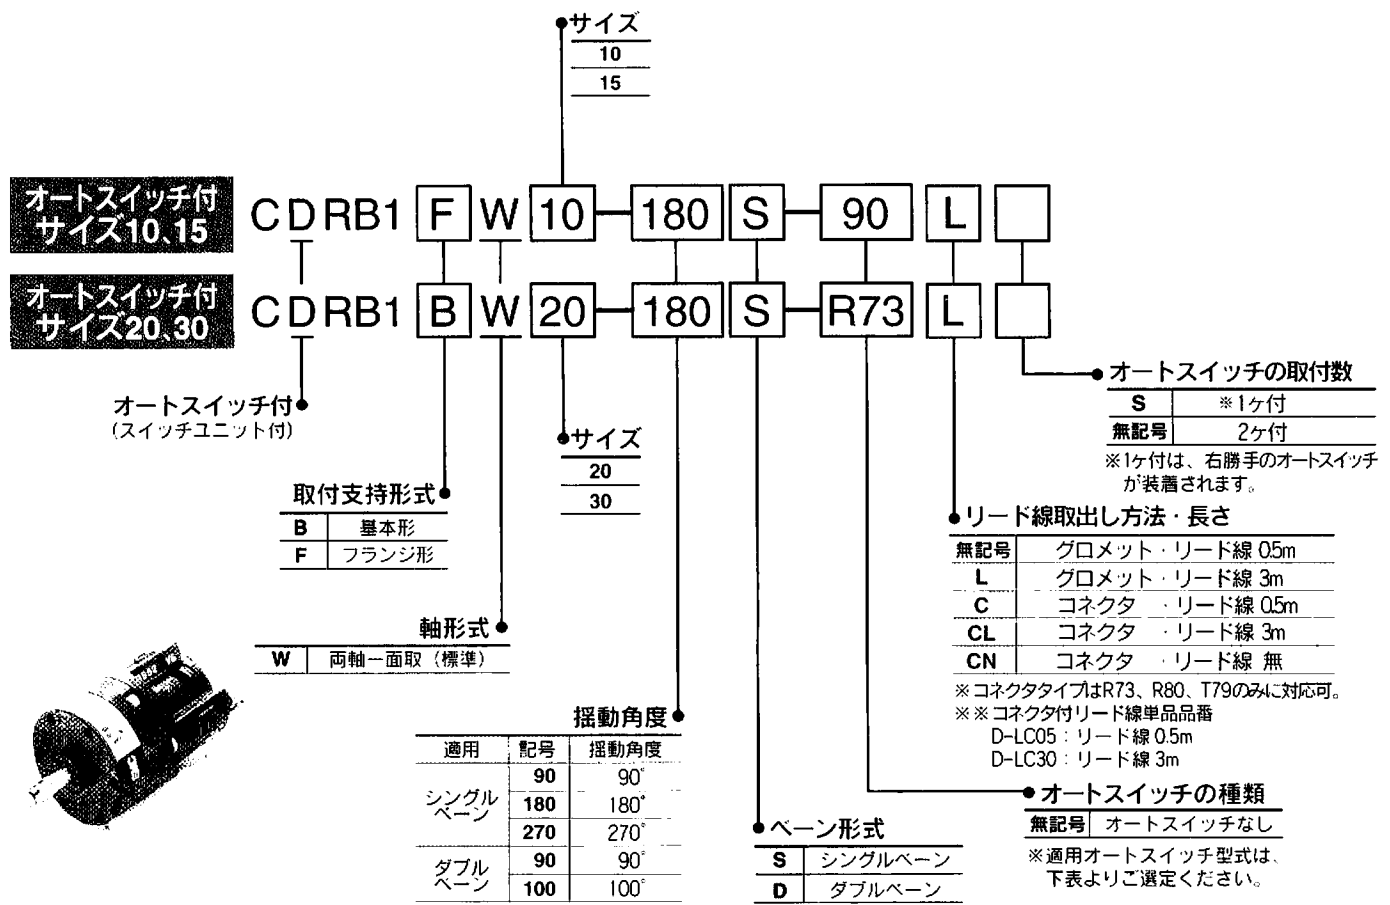 サイズ
10
15
オートスイッチ付
サイズ10、15
CDRB1 F W 10-180 S-90 L
オートスイッチ付
サイズ20、30
CDRB1 B W 20-180 S-R73 L
オートスイッチ付
(スイッチユニット付)
サイズ
20
30
オートスイッチの取付数
S ※1ヶ付
無記号 2ヶ付
※1ヶ付は、右勝手のオートスイッチ
が装着されます。
取付支持形式
B 基本形
F フランジ形
リード線取出し方法・長さ
無記号 グロメット・リード線 0.5m
L グロメット・リード線 3m
C コネクタ ・リード線 0.5m
CL コネクタ ・リード線 3m
CN コネクタ ・リード線 無
※コネクタタイプはR73、R80、T79のみに対応可。
※※コネクタ付リード線単品品番
D-LC05：リード線 0.5m
D-LC30：リード線 3m
軸形式
W 両軸一面取（標準）
揺動角度
適用 記号 揺動角度
シングルベーン
90 90°
180 180°
270 270°
ダブルベーン
90 90°
100 100°
ベーン形式
S シングルベーン
D ダブルベーン
オートスイッチの種類
無記号 オートスイッチなし
※適用オートスイッチ型式は、
下表よりご選定ください。